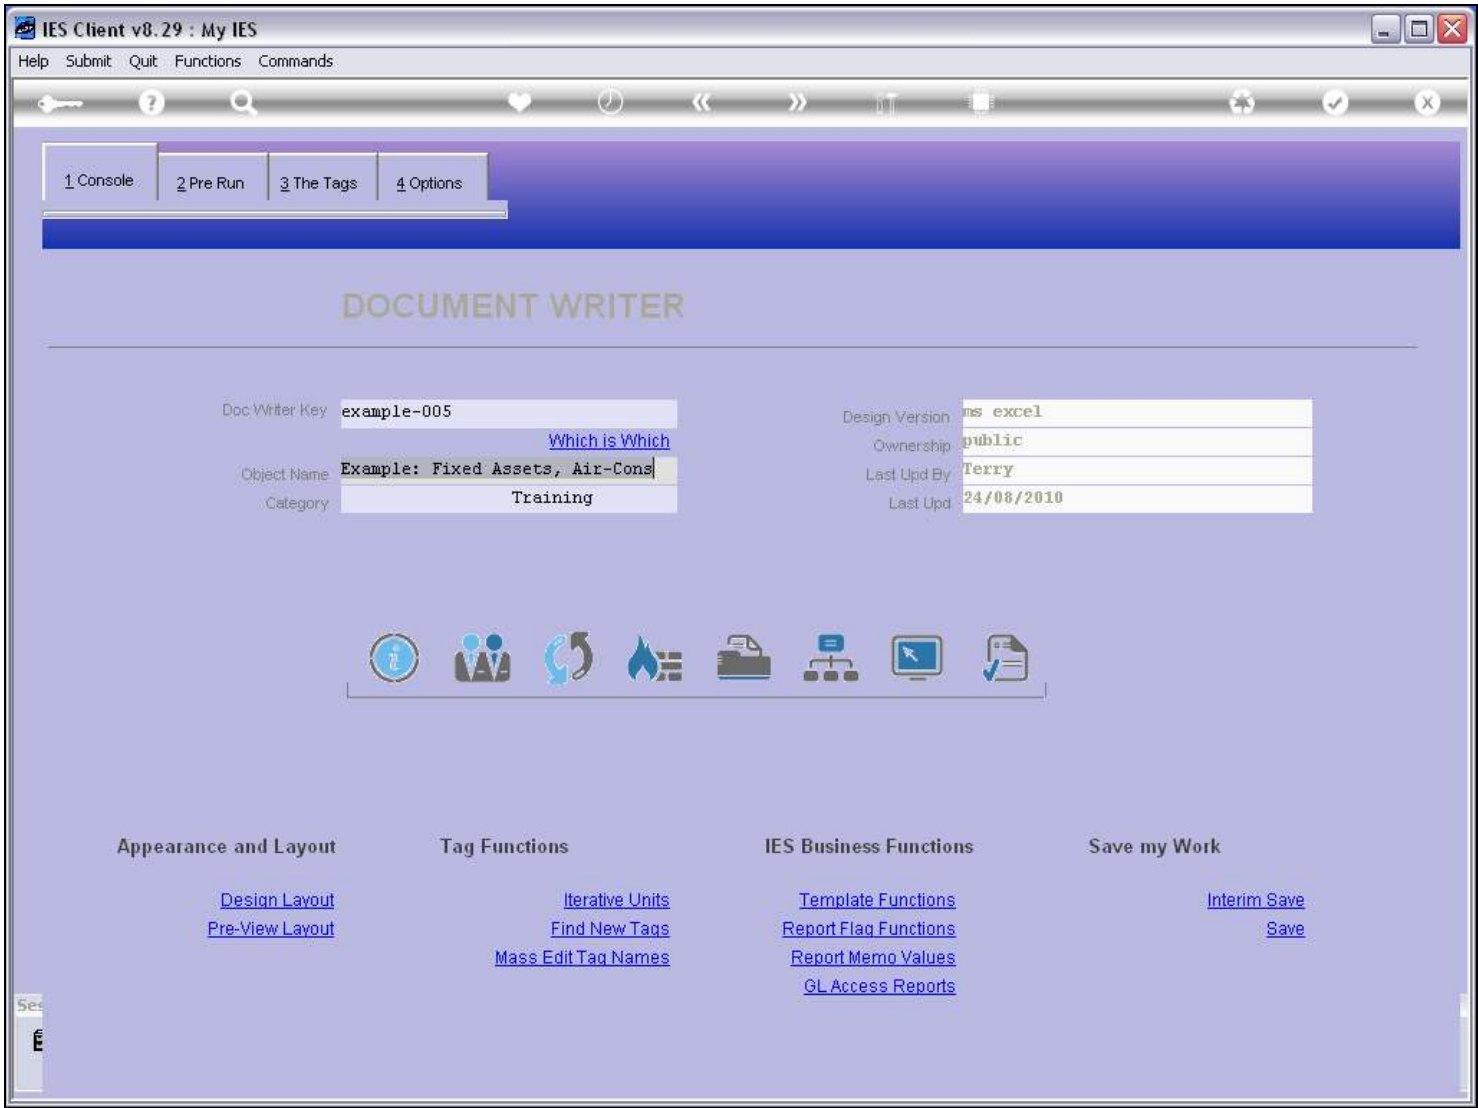 IES Client v8.29 : My IES
Help Submit Quit Functions Commands
1 Console 2 Pre Run 3 The Tags 4 Options
DOCUMENT WRITER
Doc Writer Key example-005
Which is Which
Object Name Example: Fixed Assets, Air-Cons
Category Training
Design Version ms excel
Ownership public
Last Upd By Terry
Last Upd 24/08/2010
Appearance and Layout
Design Layout
Pre-View Layout
Tag Functions
Iterative Units
Find New Tags
Mass Edit Tag Names
IES Business Functions
Template Functions
Report Flag Functions
Report Memo Values
GL Access Reports
Save my Work
Interim Save
Save
Ses